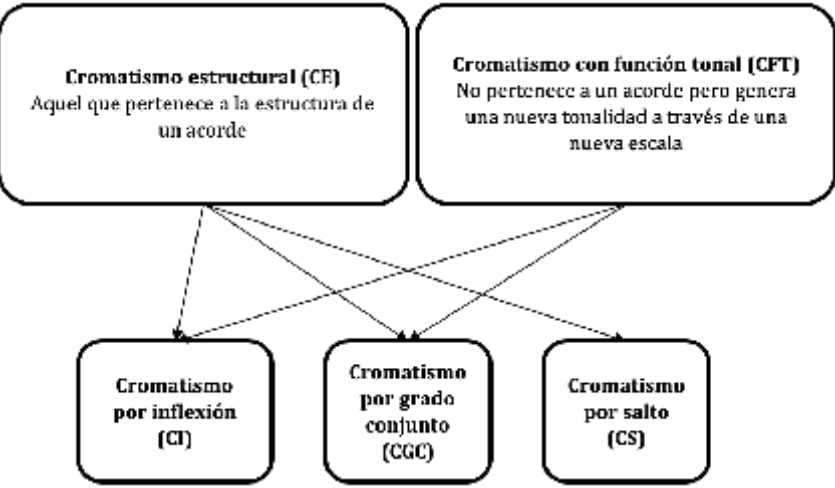 Cromatismo estructural (CE)
Aquel que pertenece a la estructura de
un acorde
Cromatismo con función tonal (CFT)
No pertenece a un acorde pero genera
una nueva tonalidad a través de una
nueva escala
Cromatismo
por inflexión
(CI)
Cromatismo
por grado
conjunto
(CGC)
Cromatismo
por salto
(CS)